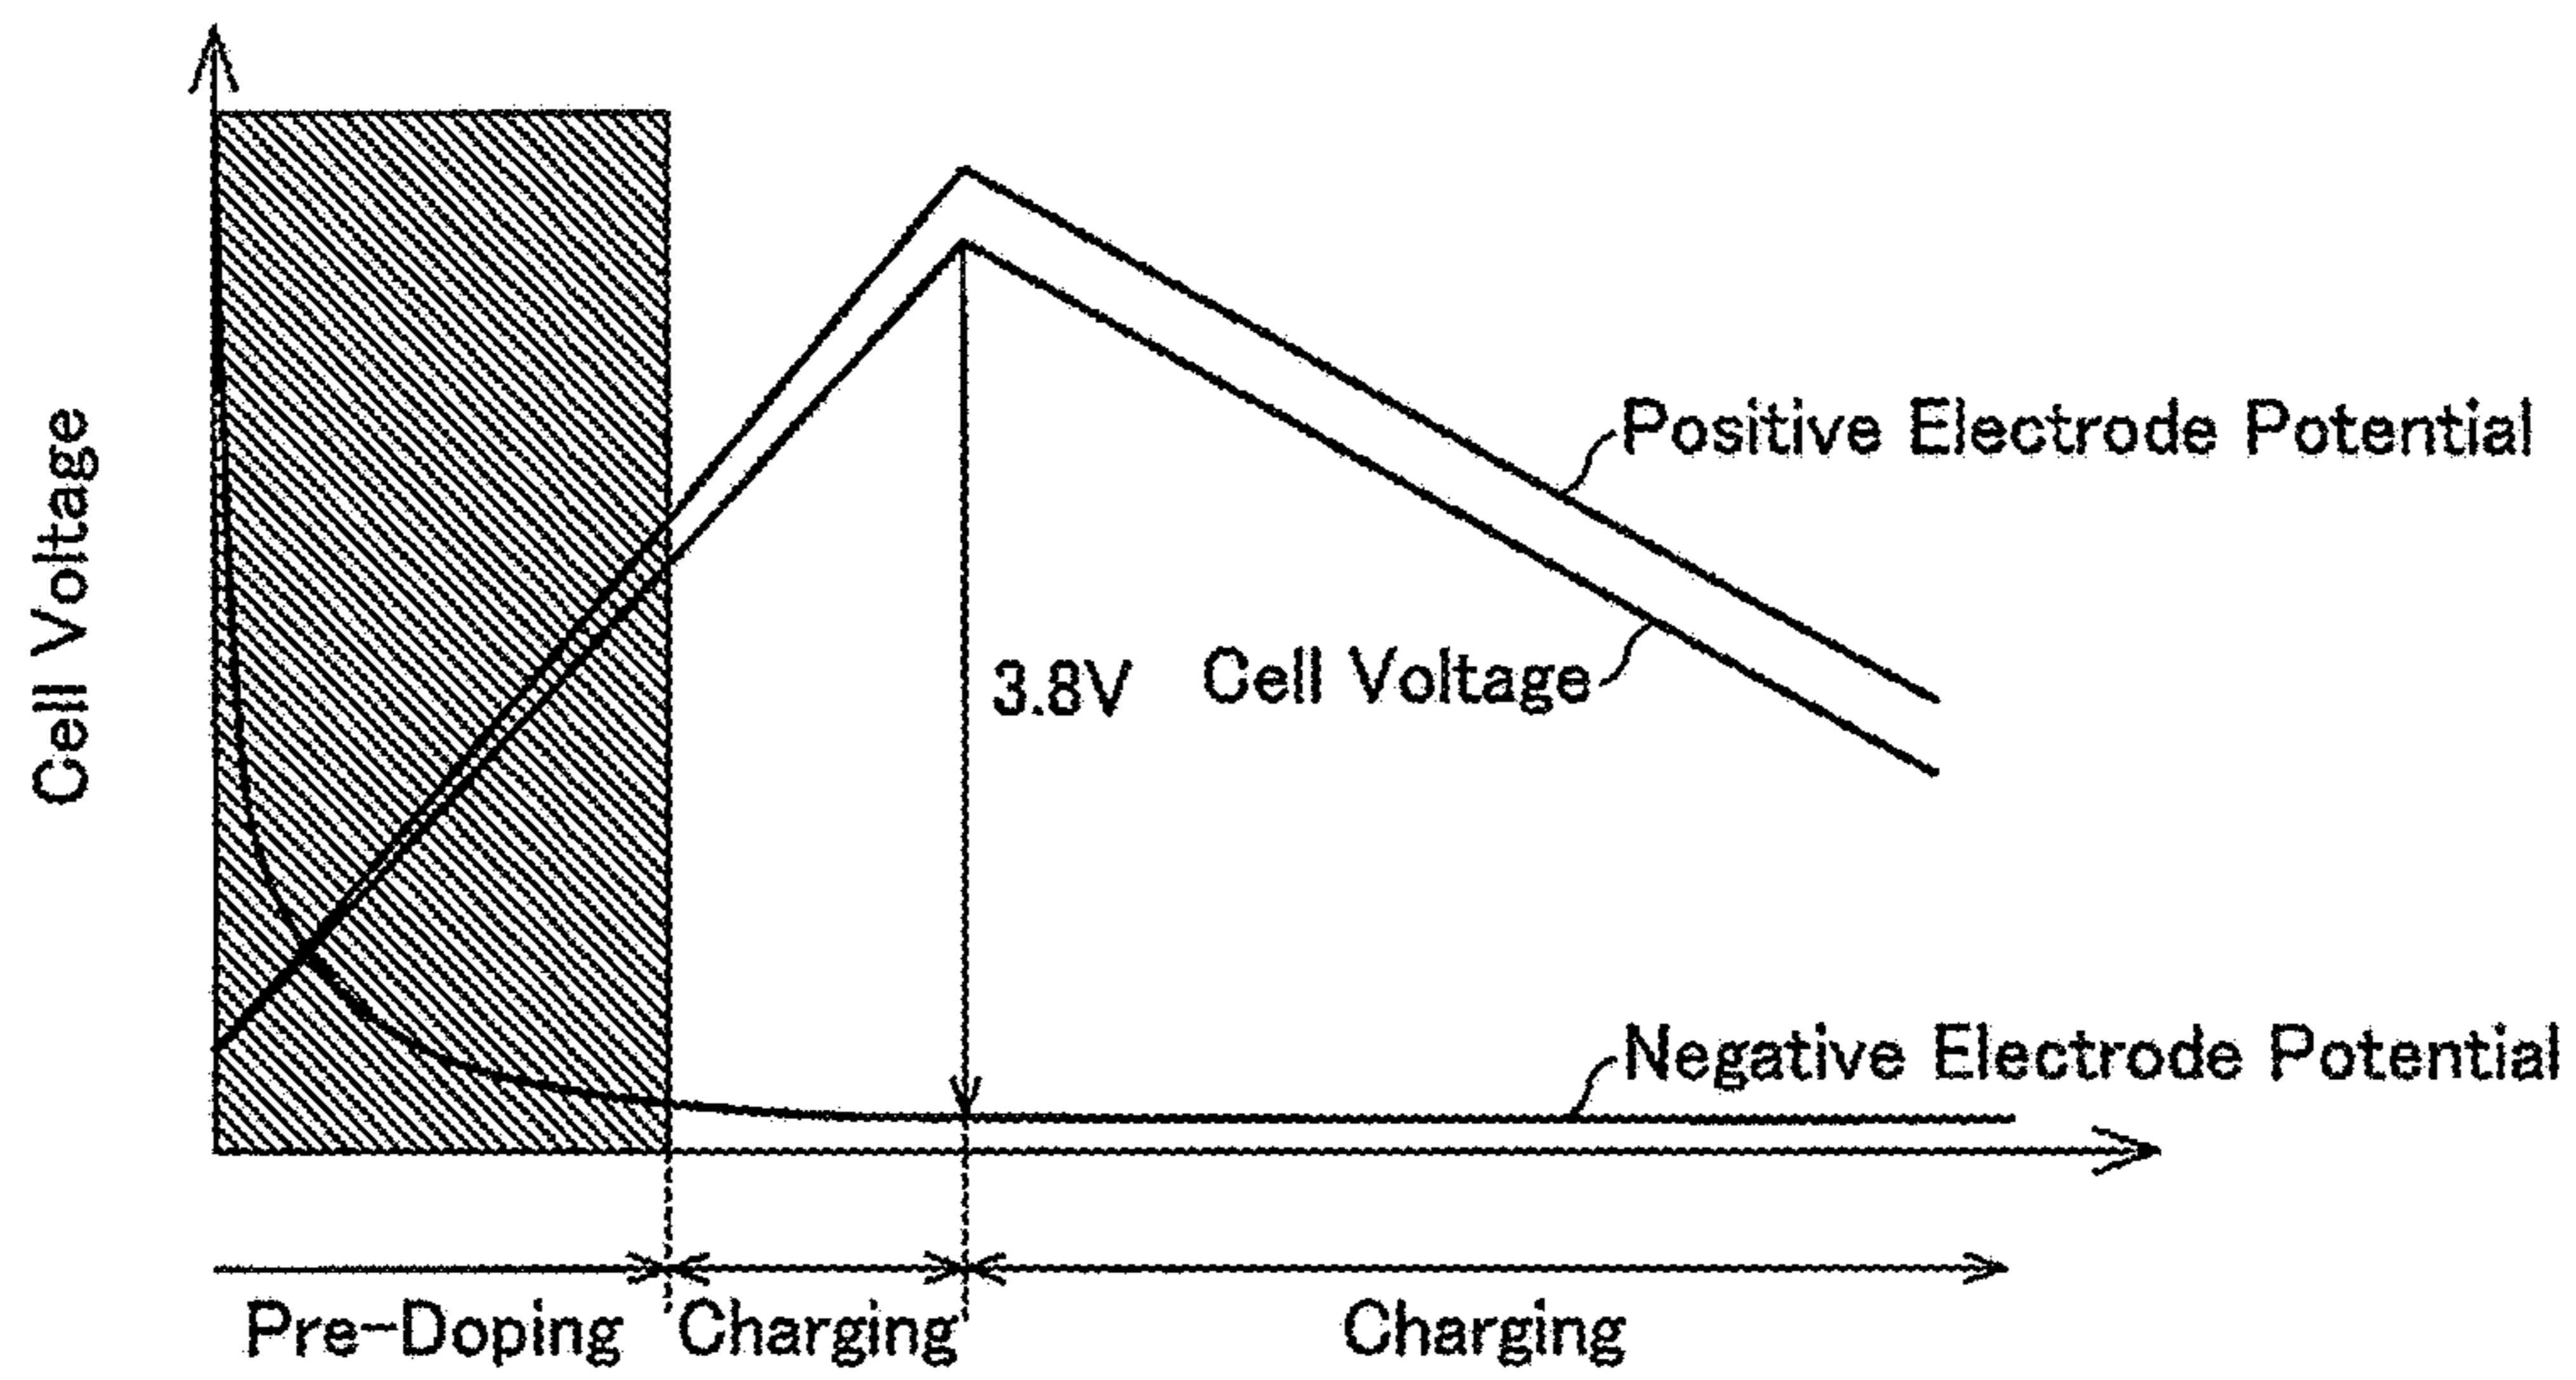 Cell Voltage
Positive Electrode Potential
3.8V
Cell Voltage
Negative Electrode Potential
Pre-Doping
Charging
Charging